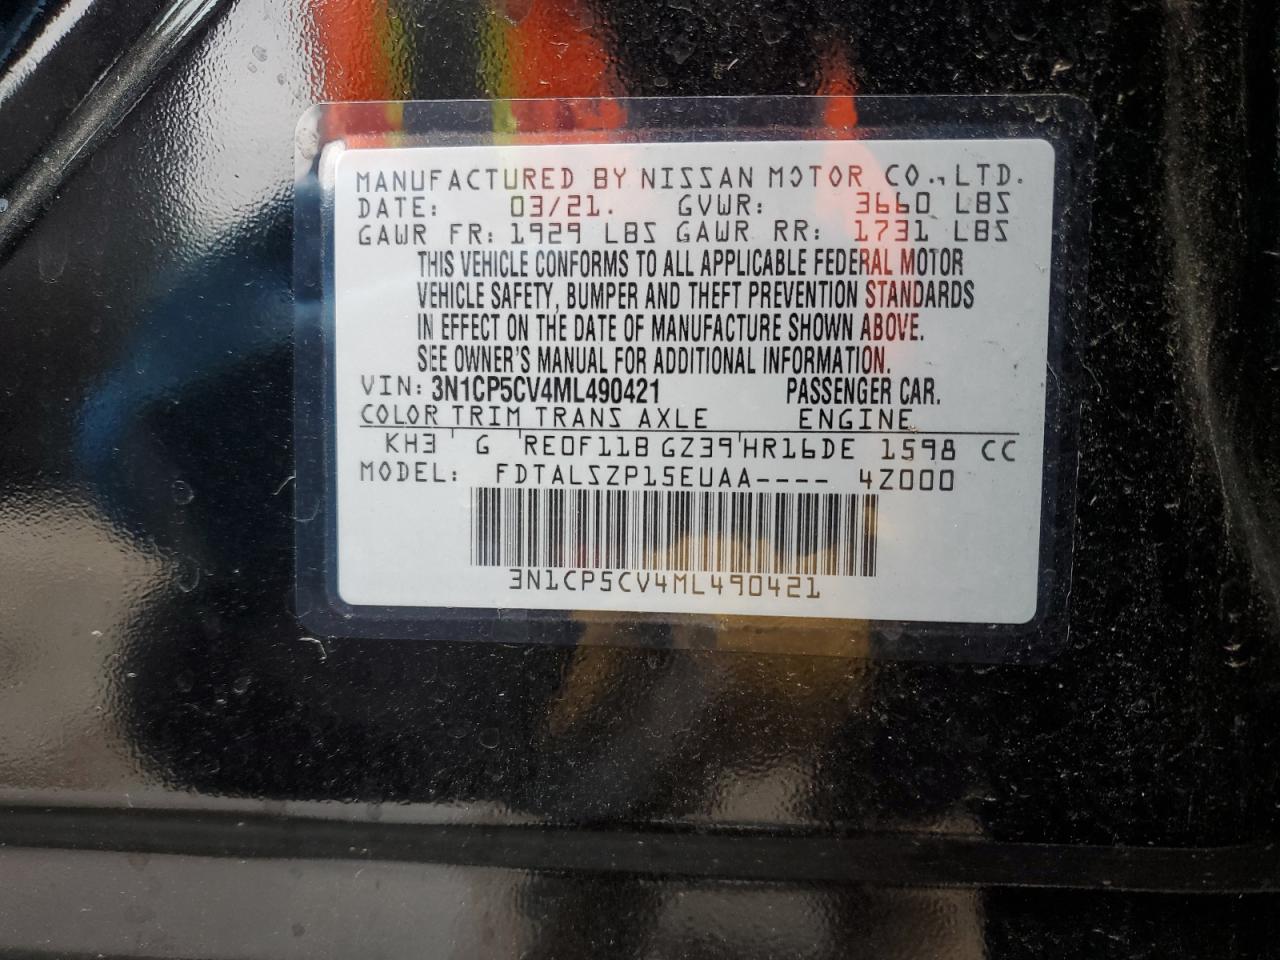 MANUFACTURED BY NISSAN MOTOR CO.,LTD.
DATE: 03/21. GVWR: 3660 LBS
GAWR FR: 1929 LBS GAWR RR: 1731 LBS
THIS VEHICLE CONFORMS TO ALL APPLICABLE FEDERAL MOTOR
VEHICLE SAFETY, BUMPER AND THEFT PREVENTION STANDARDS
IN EFFECT ON THE DATE OF MANUFACTURE SHOWN ABOVE.
SEE OWNER'S MANUAL FOR ADDITIONAL INFORMATION.
VIN: 3N1CP5CV4ML490421 PASSENGER CAR.
COLOR TRIM TRANS AXLE ENGINE
KH3 G RE0F11B GZ39 HR16DE 1598 CC
MODEL: FDTALSZP15EUAA---- 4Z000
3N1CP5CV4ML490421